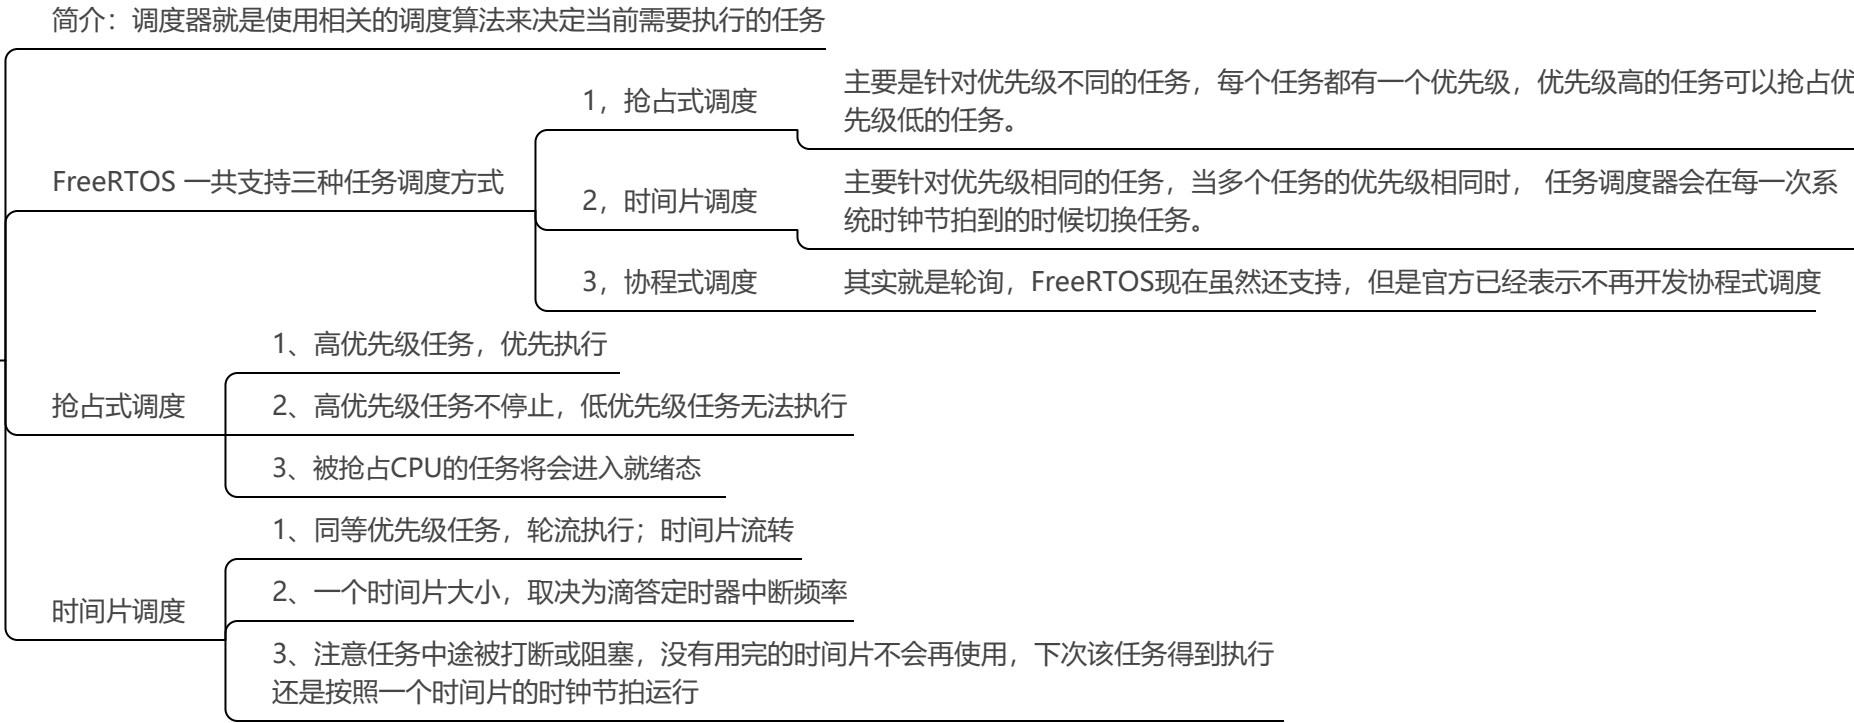 简介：调度器就是使用相关的调度算法来决定当前需要执行的任务
FreeRTOS 一共支持三种任务调度方式
1，抢占式调度
主要是针对优先级不同的任务，每个任务都有一个优先级，优先级高的任务可以抢占优
先级低的任务。
2，时间片调度
主要针对优先级相同的任务，当多个任务的优先级相同时， 任务调度器会在每一次系
统时钟节拍到的时候切换任务。
3，协程式调度
其实就是轮询，FreeRTOS现在虽然还支持，但是官方已经表示不再开发协程式调度
抢占式调度
1、高优先级任务，优先执行
2、高优先级任务不停止，低优先级任务无法执行
3、被抢占CPU的任务将会进入就绪态
时间片调度
1、同等优先级任务，轮流执行；时间片流转
2、一个时间片大小，取决为滴答定时器中断频率
3、注意任务中途被打断或阻塞，没有用完的时间片不会再使用，下次该任务得到执行
还是按照一个时间片的时钟节拍运行